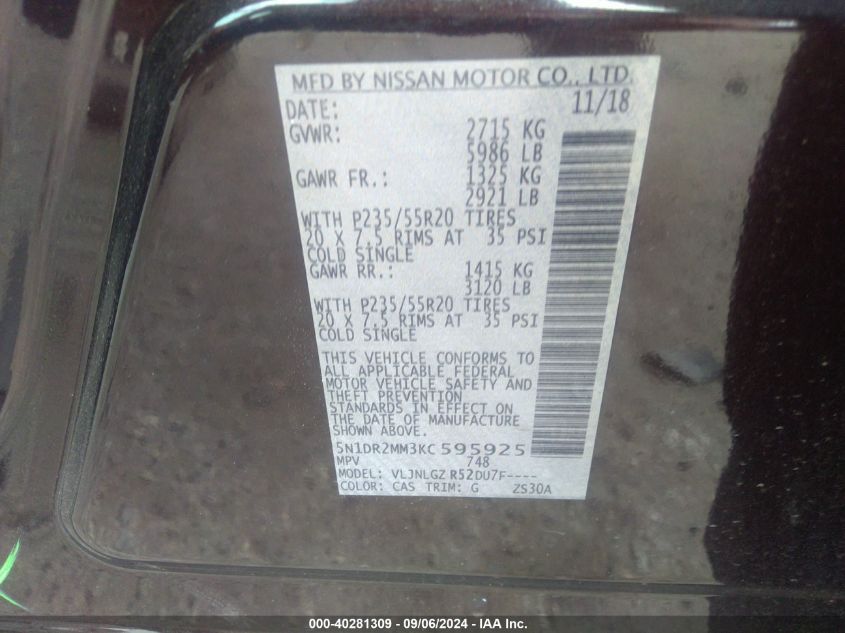 MFD BY NISSAN MOTOR CO., LTD.
DATE: 11/18
GVWR: 2715 KG
5986 LB
GAWR FR.: 1325 KG
2921 LB
WITH P235/55R20 TIRES
20 X 7.5 RIMS AT 35 PSI
COLD SINGLE
GAWR RR.: 1415 KG
3120 LB
WITH P235/55R20 TIRES
20 X 7.5 RIMS AT 35 PSI
COLD SINGLE
THIS VEHICLE CONFORMS TO
ALL APPLICABLE FEDERAL
MOTOR VEHICLE SAFETY AND
THEFT PREVENTION
STANDARDS IN EFFECT ON
THE DATE OF MANUFACTURE
SHOWN ABOVE.
5N1DR2MM3KC595925
MPV 748
MODEL: VLJNLGZ R52DU7F----
COLOR: CAS TRIM: G ZS30A
000-40281309 - 09/06/2024 - IAA Inc.